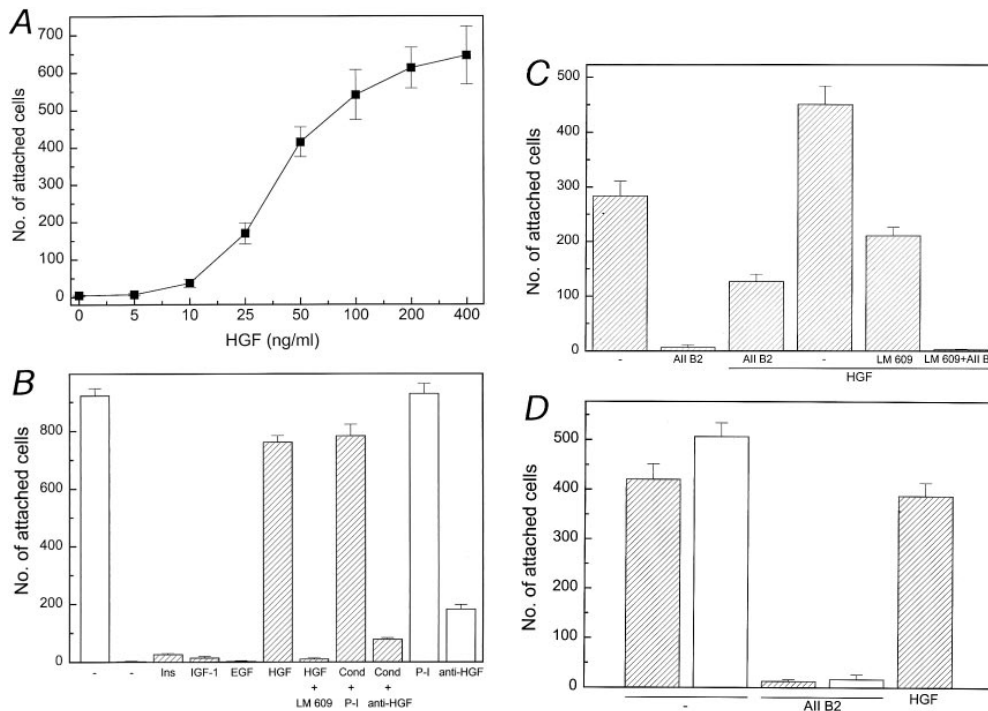 A
No. of attached cells
700
600
500
400
300
200
100
0
0 5 10 25 50 100 200 400
HGF (ng/ml)
B
No. of attached cells
800
600
400
200
0
- - Ins IGF-1 EGF HGF HGF Cond Cond P-I anti-HGF
+ + +
LM 609 P-I anti-HGF
C
No. of attached cells
500
400
300
200
100
0
- AII B2 AII B2 - LM 609 LM 609+AII B
HGF
D
No. of attached cells
500
400
300
200
100
0
- AII B2 HGF